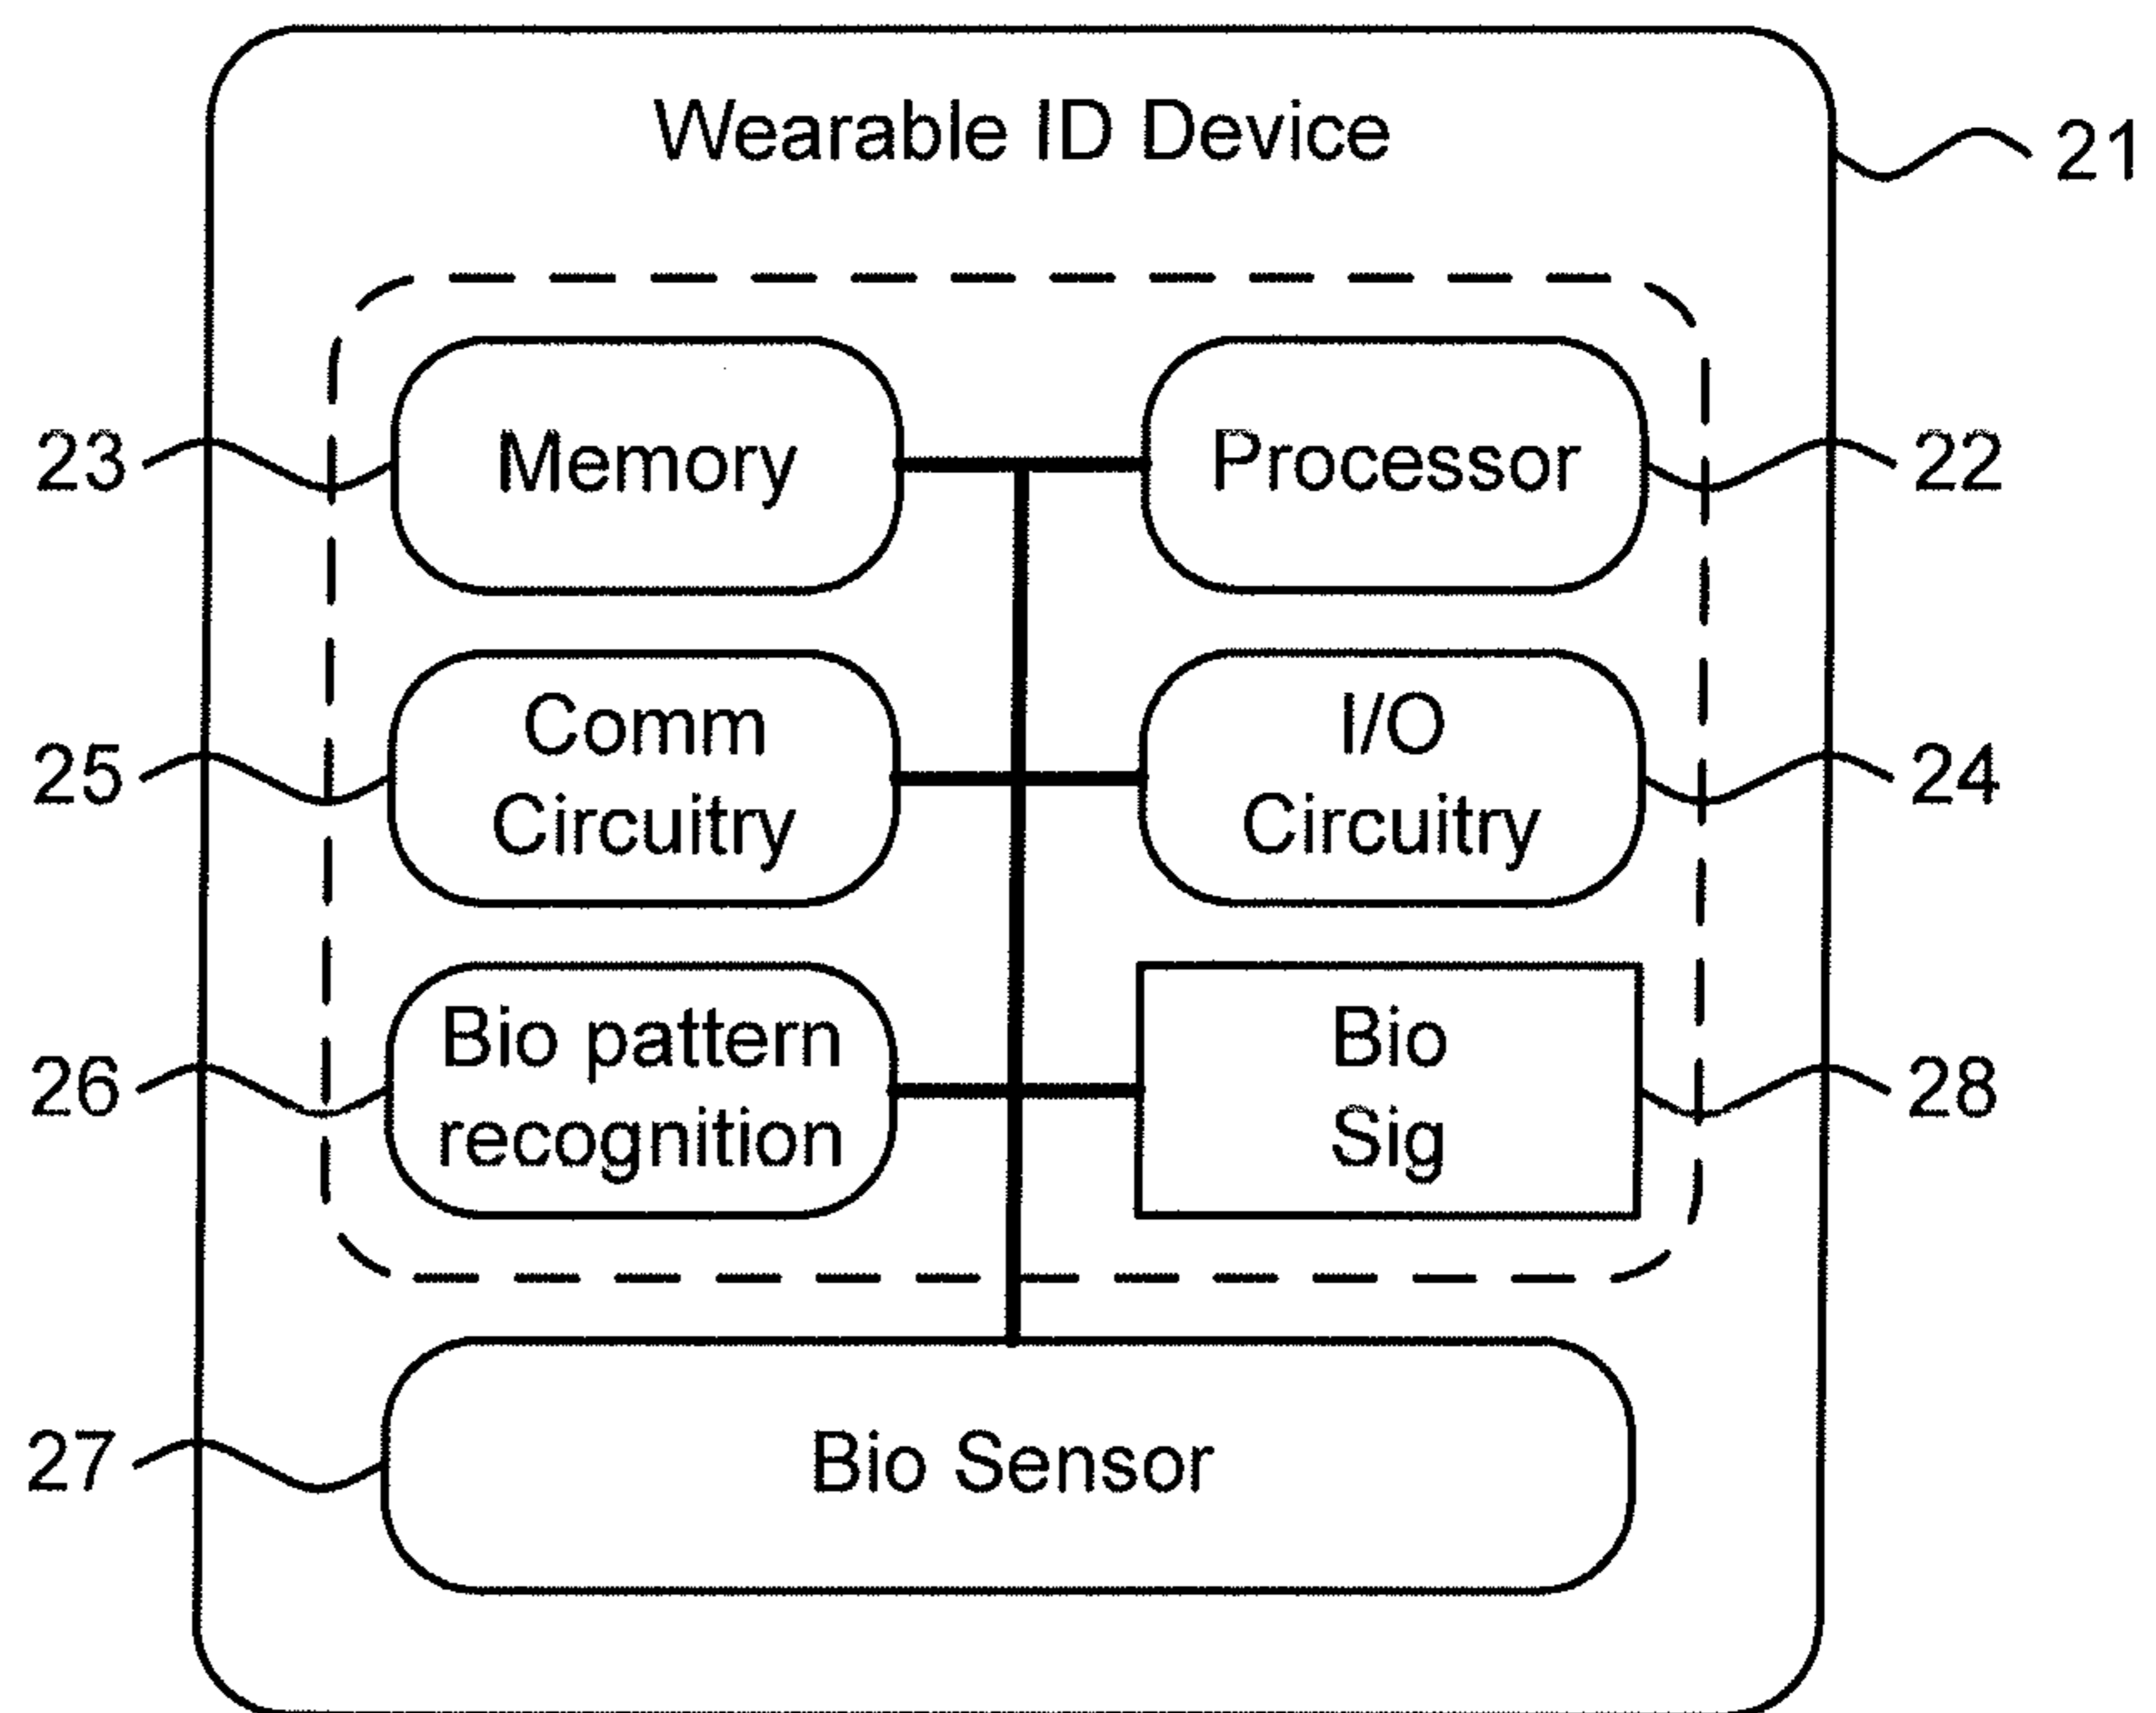 Wearable ID Device
21
23
Memory
Processor
22
25
Comm
Circuitry
I/O
Circuitry
24
26
Bio pattern
recognition
Bio
Sig
28
27
Bio Sensor